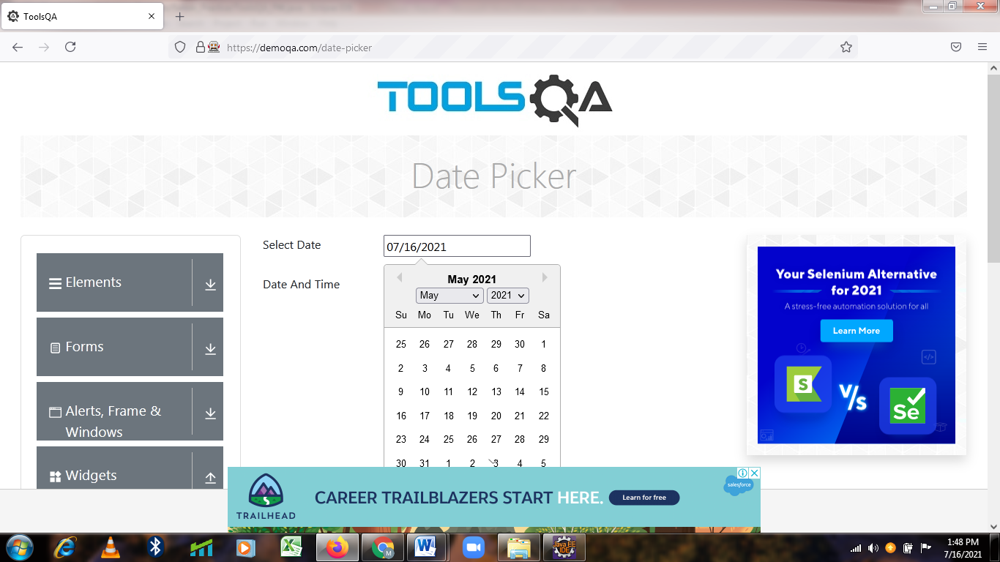 ToolsQA
https://demoqa.com/date-picker
TOOLSQA
Date Picker
Elements
Forms
Alerts, Frame &
Windows
Widgets
Select Date
07/16/2021
Date And Time
May 2021
May 2021
Su Mo Tu We Th Fr Sa
25 26 27 28 29 30 1
2 3 4 5 6 7 8
9 10 11 12 13 14 15
16 17 18 19 20 21 22
23 24 25 26 27 28 29
30 31 1 2 3 4 5
Your Selenium Alternative
for 2021
A stress-free automation solution for all
Learn More
S
V/s
Se
TRAILHEAD
CAREER TRAILBLAZERS START HERE.
Learn for free
salesforce
M
Java EE
IDE
1:48 PM
7/16/2021